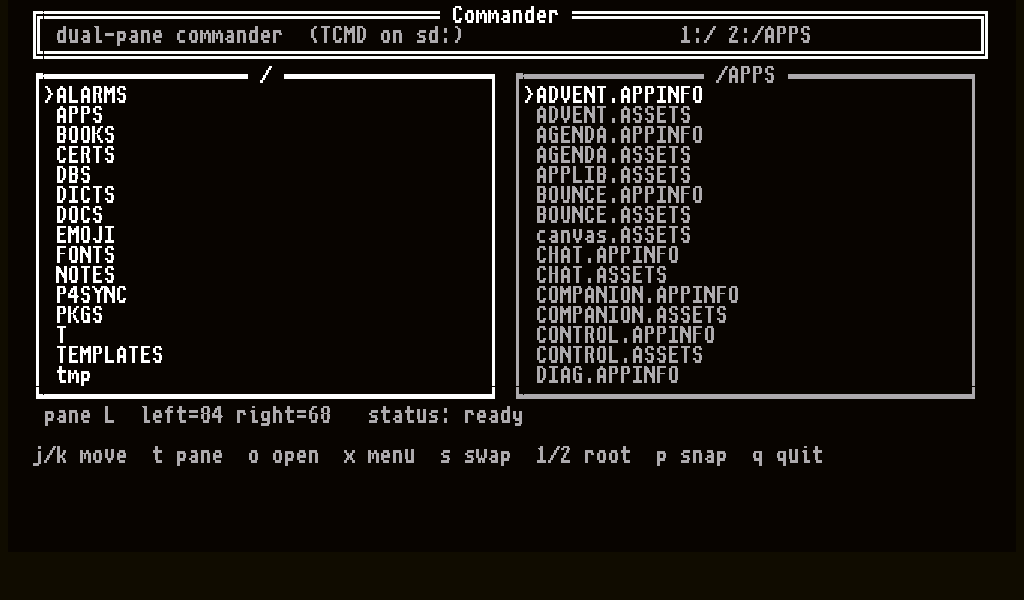 Commander
dual-pane commander  (TCMD on sd:)  1:/ 2:/APPS
/
>ALARMS
APPS
BOOKS
CERTS
DBS
DICTS
DOCS
EMOJI
FONTS
NOTES
P4SYNC
PKGS
T
TEMPLATES
tmp
/APPS
>ADVENT.APPINFO
ADVENT.ASSETS
AGENDA.APPINFO
AGENDA.ASSETS
APPLIB.ASSETS
BOUNCE.APPINFO
BOUNCE.ASSETS
canvas.ASSETS
CHAT.APPINFO
CHAT.ASSETS
COMPANION.APPINFO
COMPANION.ASSETS
CONTROL.APPINFO
CONTROL.ASSETS
DIAG.APPINFO
pane L  left=84 right=68   status: ready
j/k move  t pane  o open  x menu  s swap  1/2 root  p snap  q quit